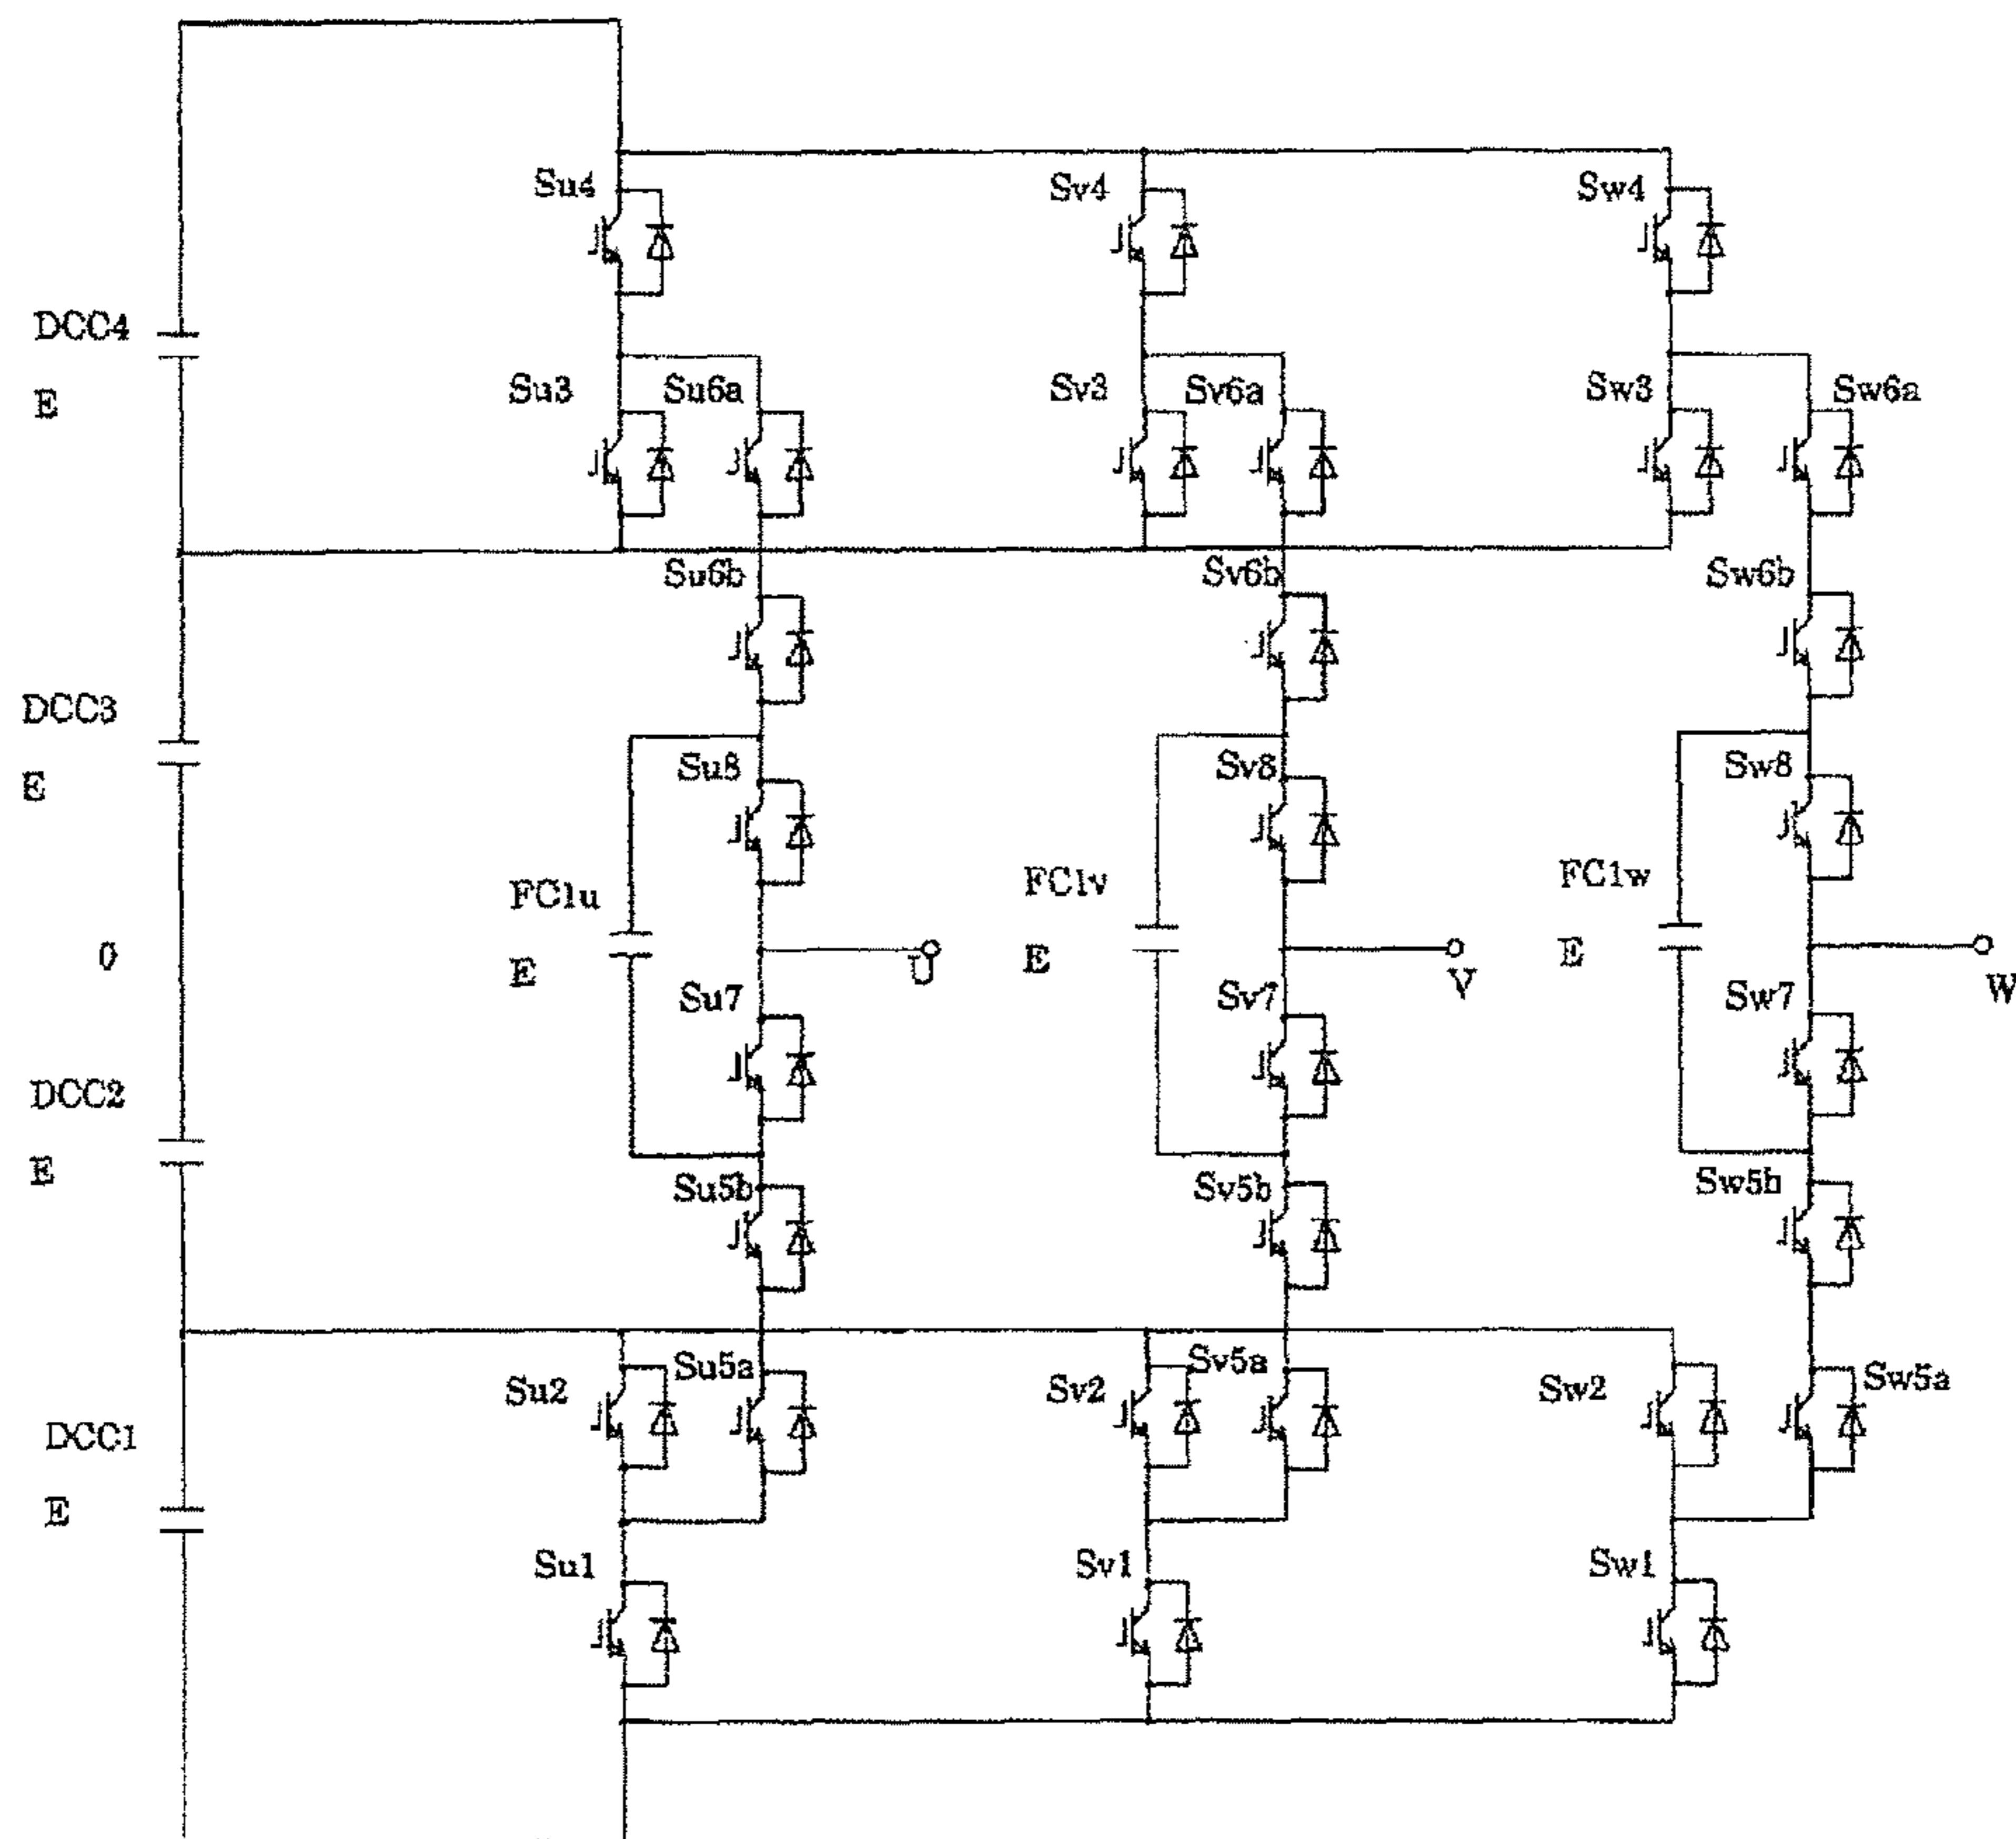 Su4
Sv4
Sw4
DCC4
E
Su3
Su6a
Sv3
Sv6a
Sw3
Sw6a
Su6b
Sv6b
Sw6b
DCC3
E
Su8
Sv8
Sw8
FC1u
E
FC1v
E
FC1w
E
0
U
V
W
Su7
Sv7
Sw7
DCC2
E
Su5b
Sv5b
Sw5b
Su2
Su5a
Sv2
Sv5a
Sw2
Sw5a
DCC1
E
Su1
Sv1
Sw1